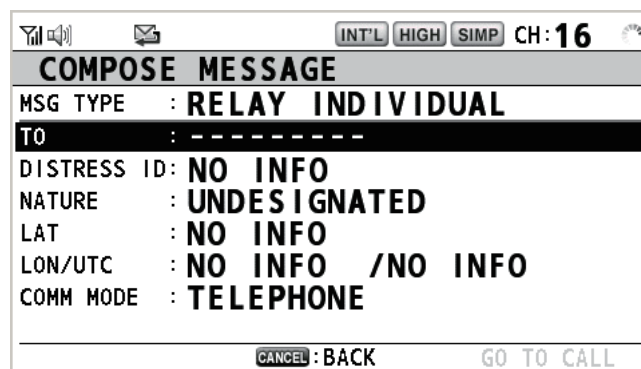 INT'L HIGH SIMP CH:16
COMPOSE MESSAGE
MSG TYPE : RELAY INDIVIDUAL
TO : ---------
DISTRESS ID: NO INFO
NATURE : UNDESIGNATED
LAT : NO INFO
LON/UTC : NO INFO /NO INFO
COMM MODE : TELEPHONE
CANCEL : BACK GO TO CALL